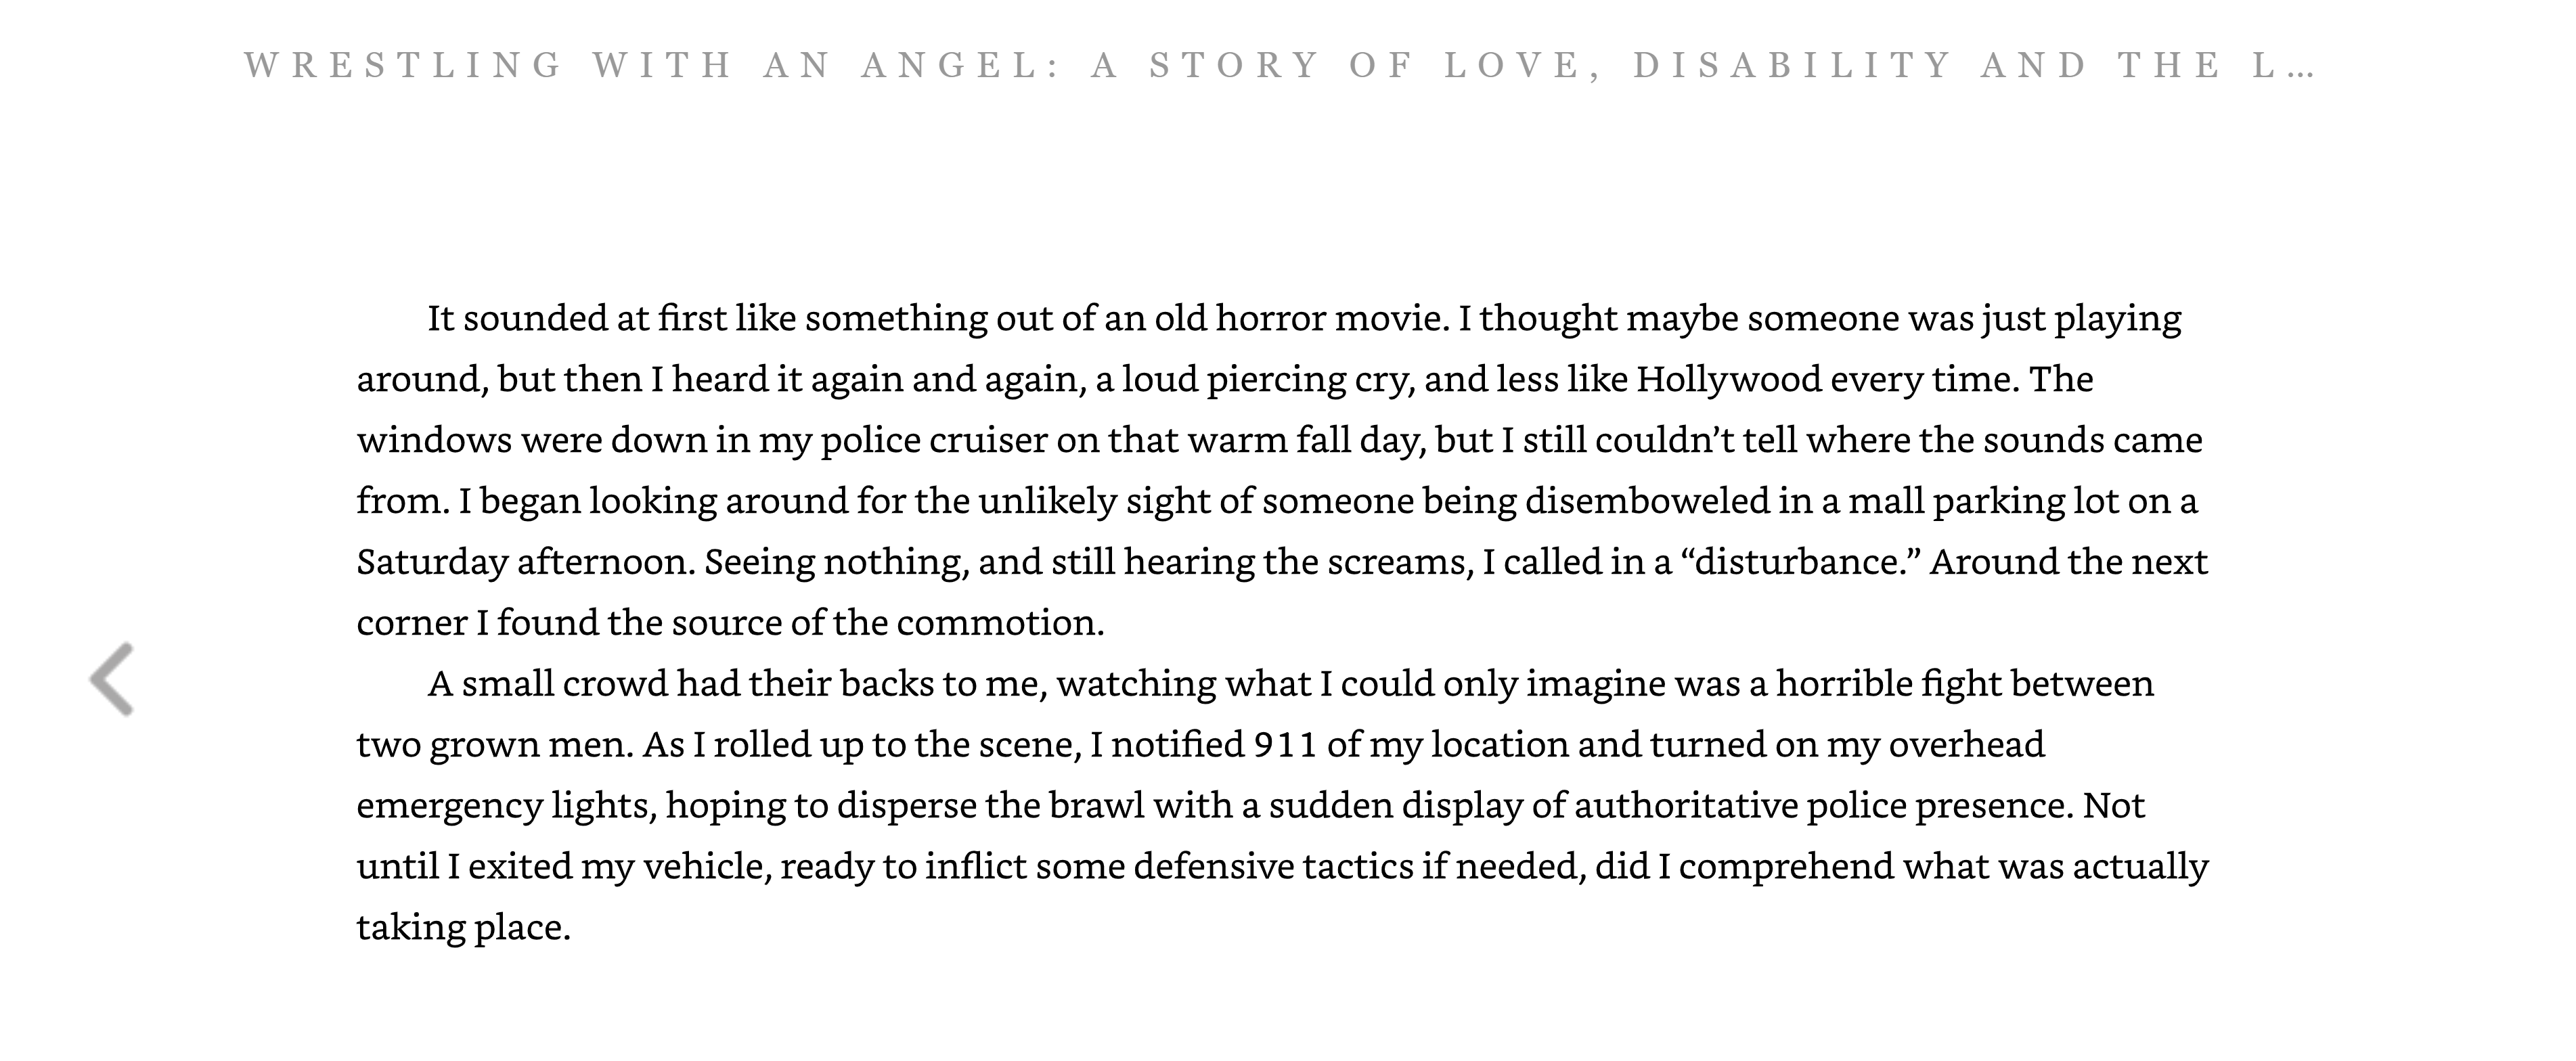 WRESTLING WITH AN ANGEL: A STORY OF LOVE, DISABILITY AND THE L...
It sounded at first like something out of an old horror movie. I thought maybe someone was just playing
around, but then I heard it again and again, a loud piercing cry, and less like Hollywood every time. The
windows were down in my police cruiser on that warm fall day, but I still couldn’t tell where the sounds came
from. I began looking around for the unlikely sight of someone being disemboweled in a mall parking lot on a
Saturday afternoon. Seeing nothing, and still hearing the screams, I called in a “disturbance.” Around the next
corner I found the source of the commotion.
A small crowd had their backs to me, watching what I could only imagine was a horrible fight between
two grown men. As I rolled up to the scene, I notified 911 of my location and turned on my overhead
emergency lights, hoping to disperse the brawl with a sudden display of authoritative police presence. Not
until I exited my vehicle, ready to inflict some defensive tactics if needed, did I comprehend what was actually
taking place.